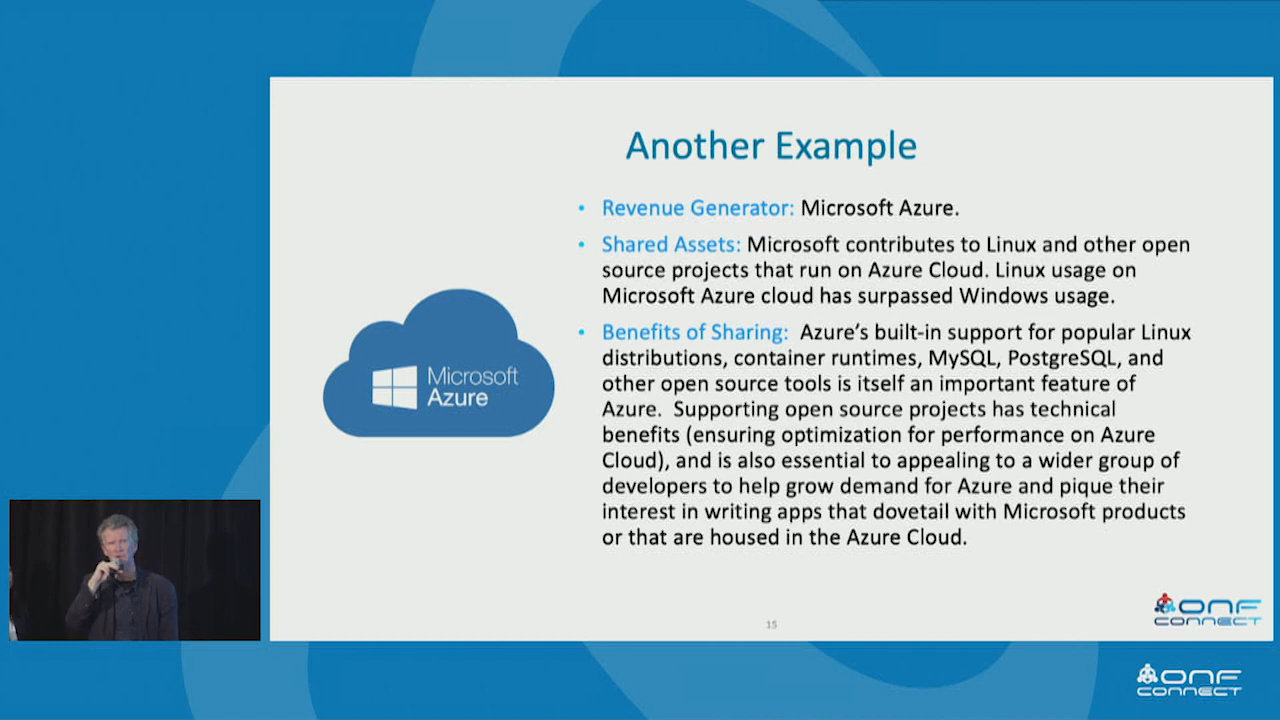 Another Example
• Revenue Generator: Microsoft Azure.
• Shared Assets: Microsoft contributes to Linux and other open
source projects that run on Azure Cloud. Linux usage on
Microsoft Azure cloud has surpassed Windows usage.
• Benefits of Sharing: Azure’s built-in support for popular Linux
distributions, container runtimes, MySQL, PostgreSQL, and
other open source tools is itself an important feature of
Azure. Supporting open source projects has technical
benefits (ensuring optimization for performance on Azure
Cloud), and is also essential to appealing to a wider group of
developers to help grow demand for Azure and pique their
interest in writing apps that dovetail with Microsoft products
or that are housed in the Azure Cloud.
Microsoft
Azure
15
ONF
CONNECT
ONF
CONNECT